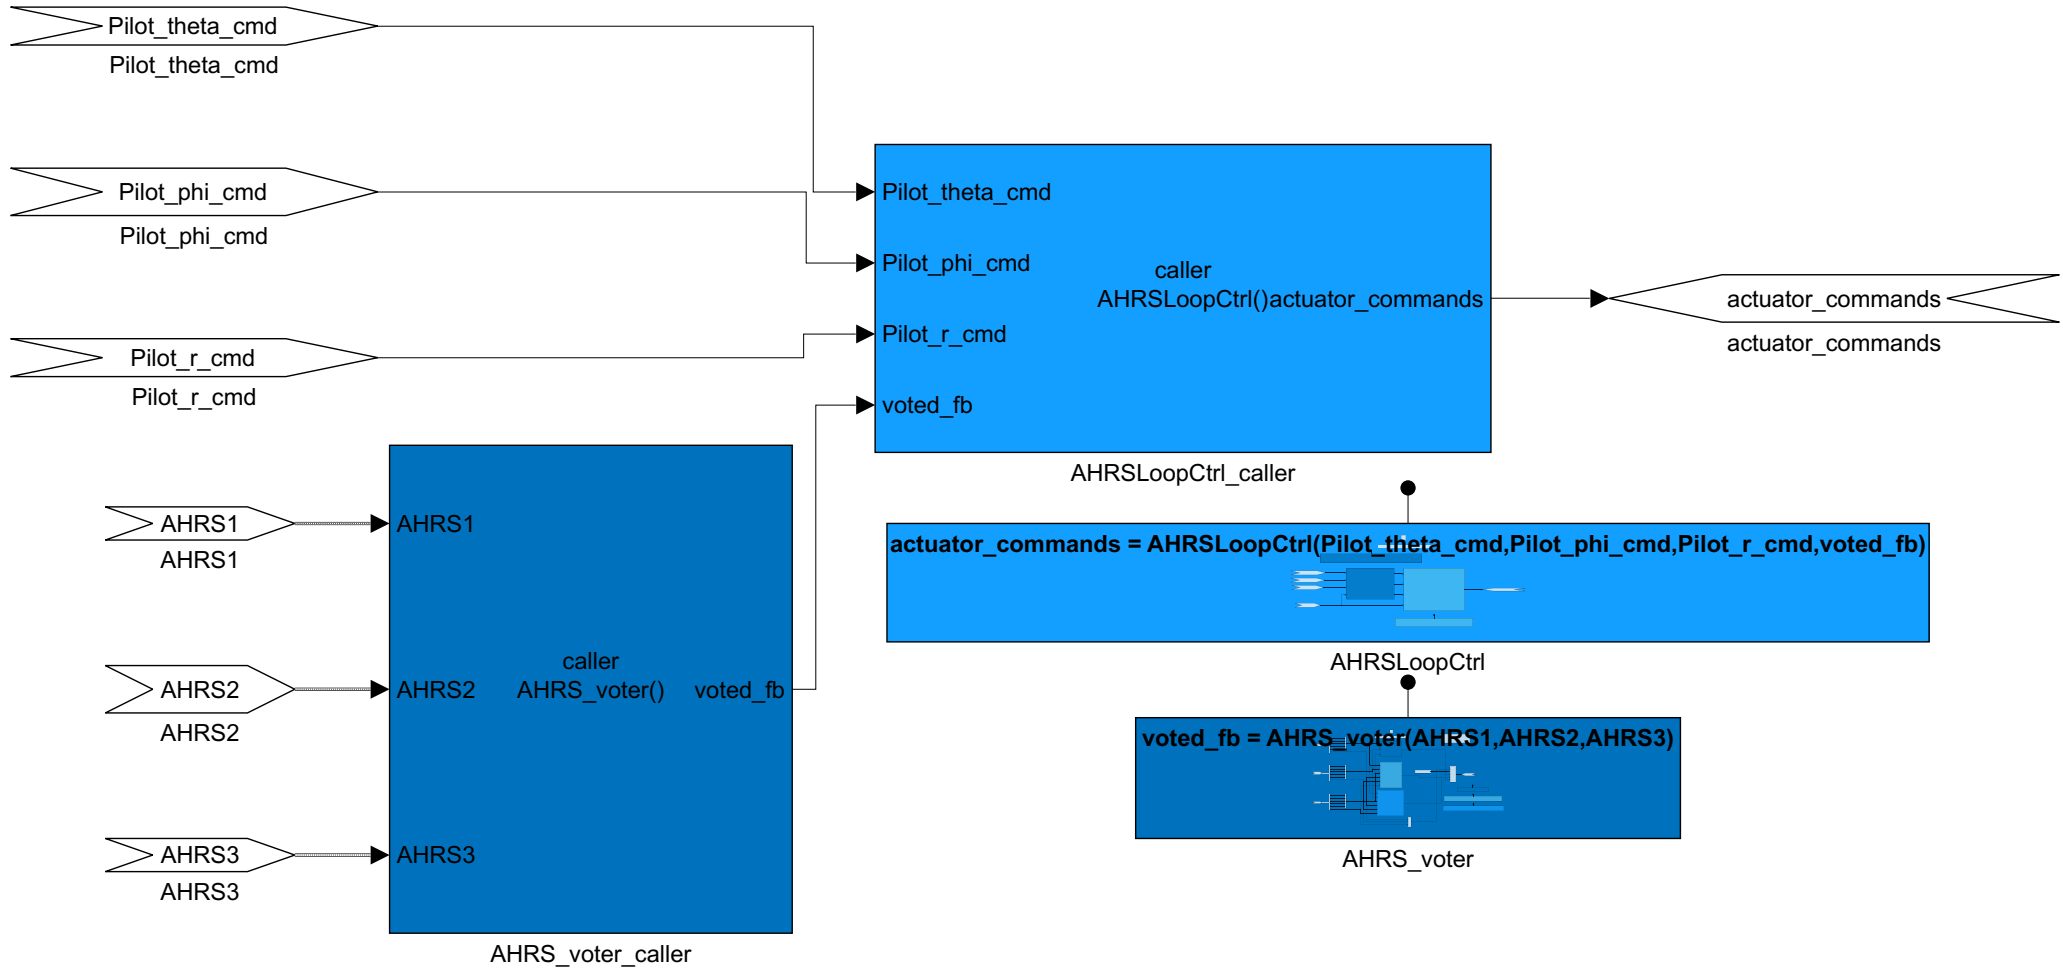 Pilot_theta_cmd
Pilot_theta_cmd
Pilot_phi_cmd
Pilot_phi_cmd
Pilot_r_cmd
Pilot_r_cmd
Pilot_theta_cmd
Pilot_phi_cmd
Pilot_r_cmd
voted_fb
caller
AHRSLoopCtrl()
actuator_commands
AHRSLoopCtrl_caller
actuator_commands
actuator_commands
AHRS1
AHRS1
AHRS2
AHRS2
AHRS3
AHRS3
AHRS1
AHRS2
AHRS3
caller
AHRS_voter()
voted_fb
AHRS_voter_caller
actuator_commands = AHRSLoopCtrl(Pilot_theta_cmd,Pilot_phi_cmd,Pilot_r_cmd,voted_fb)
AHRSLoopCtrl
voted_fb = AHRS_voter(AHRS1,AHRS2,AHRS3)
AHRS_voter